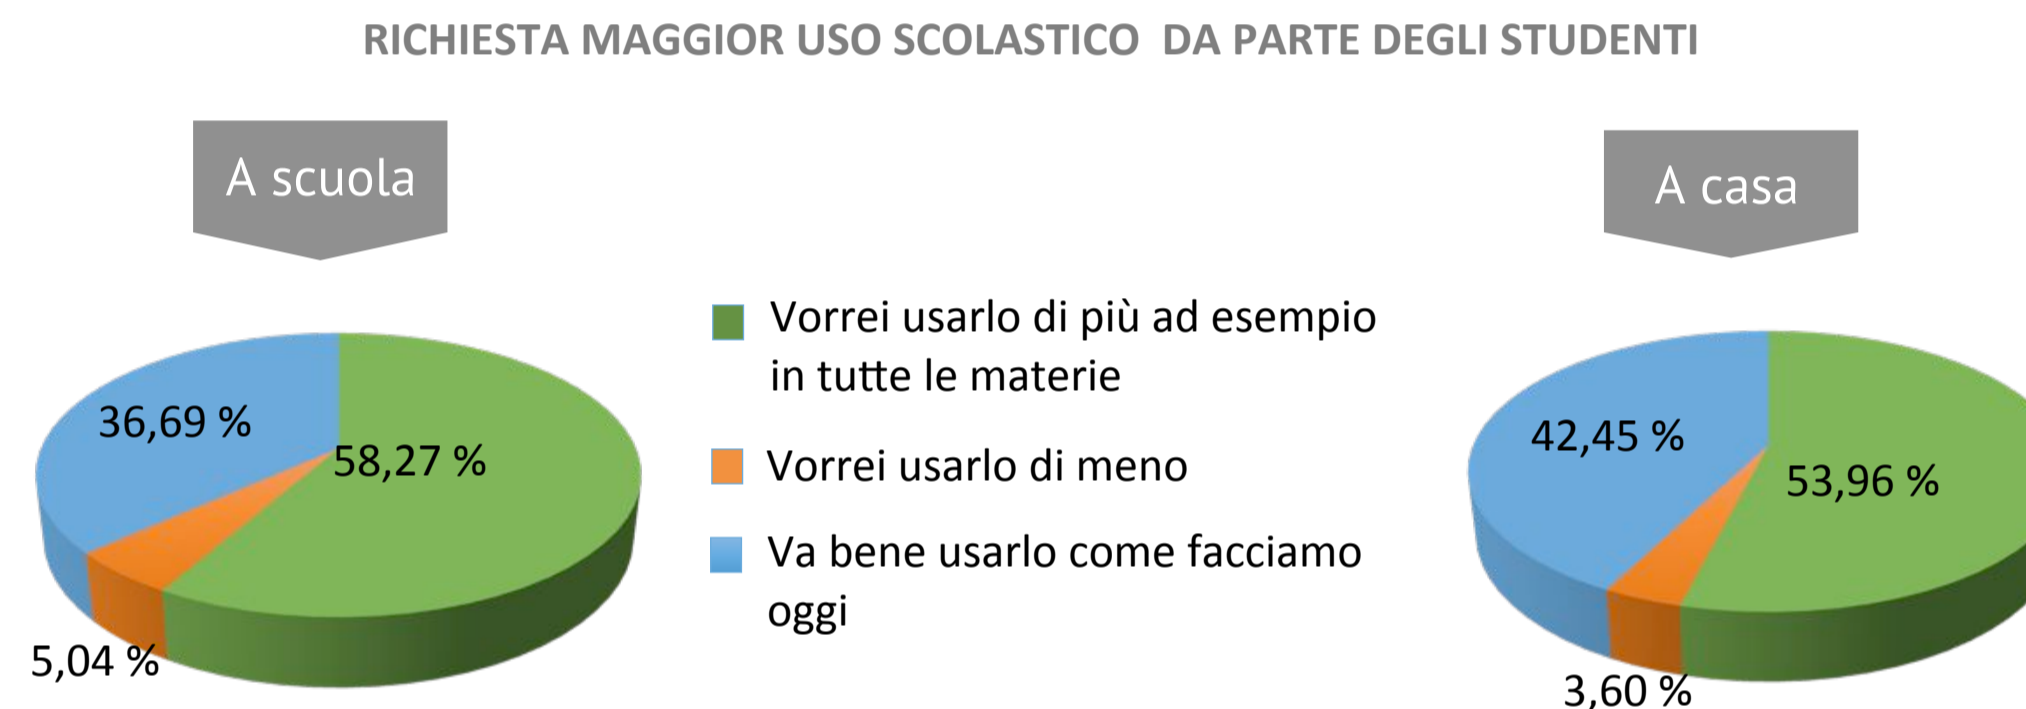 RICHIESTA MAGGIOR USO SCOLASTICO DA PARTE DEGLI STUDENTI
A scuola
A casa
36,69 %
58,27 %
5,04 %
Vorrei usarlo di più ad esempio
in tutte le materie
Vorrei usarlo di meno
Va bene usarlo come facciamo
oggi
42,45 %
53,96 %
3,60 %